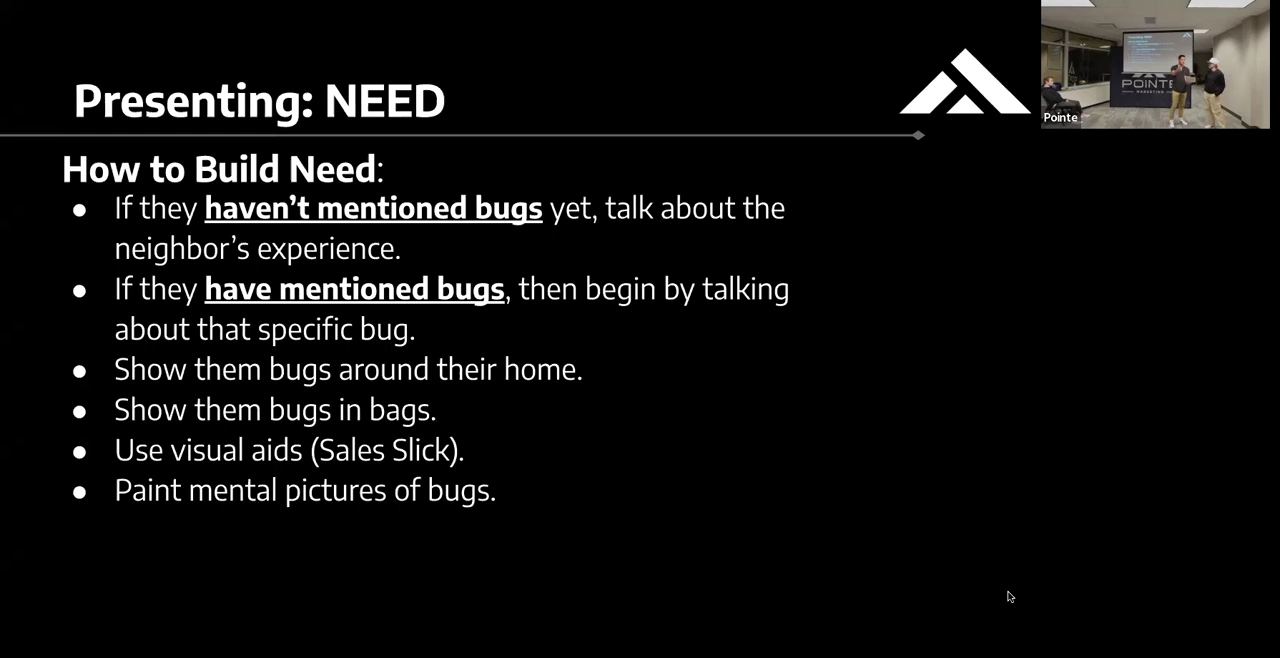 Presenting: NEED
How to Build Need:
● If they haven’t mentioned bugs yet, talk about the
neighbor’s experience.
● If they have mentioned bugs, then begin by talking
about that specific bug.
● Show them bugs around their home.
● Show them bugs in bags.
● Use visual aids (Sales Slick).
● Paint mental pictures of bugs.
POINTE
MARKETING
Pointe